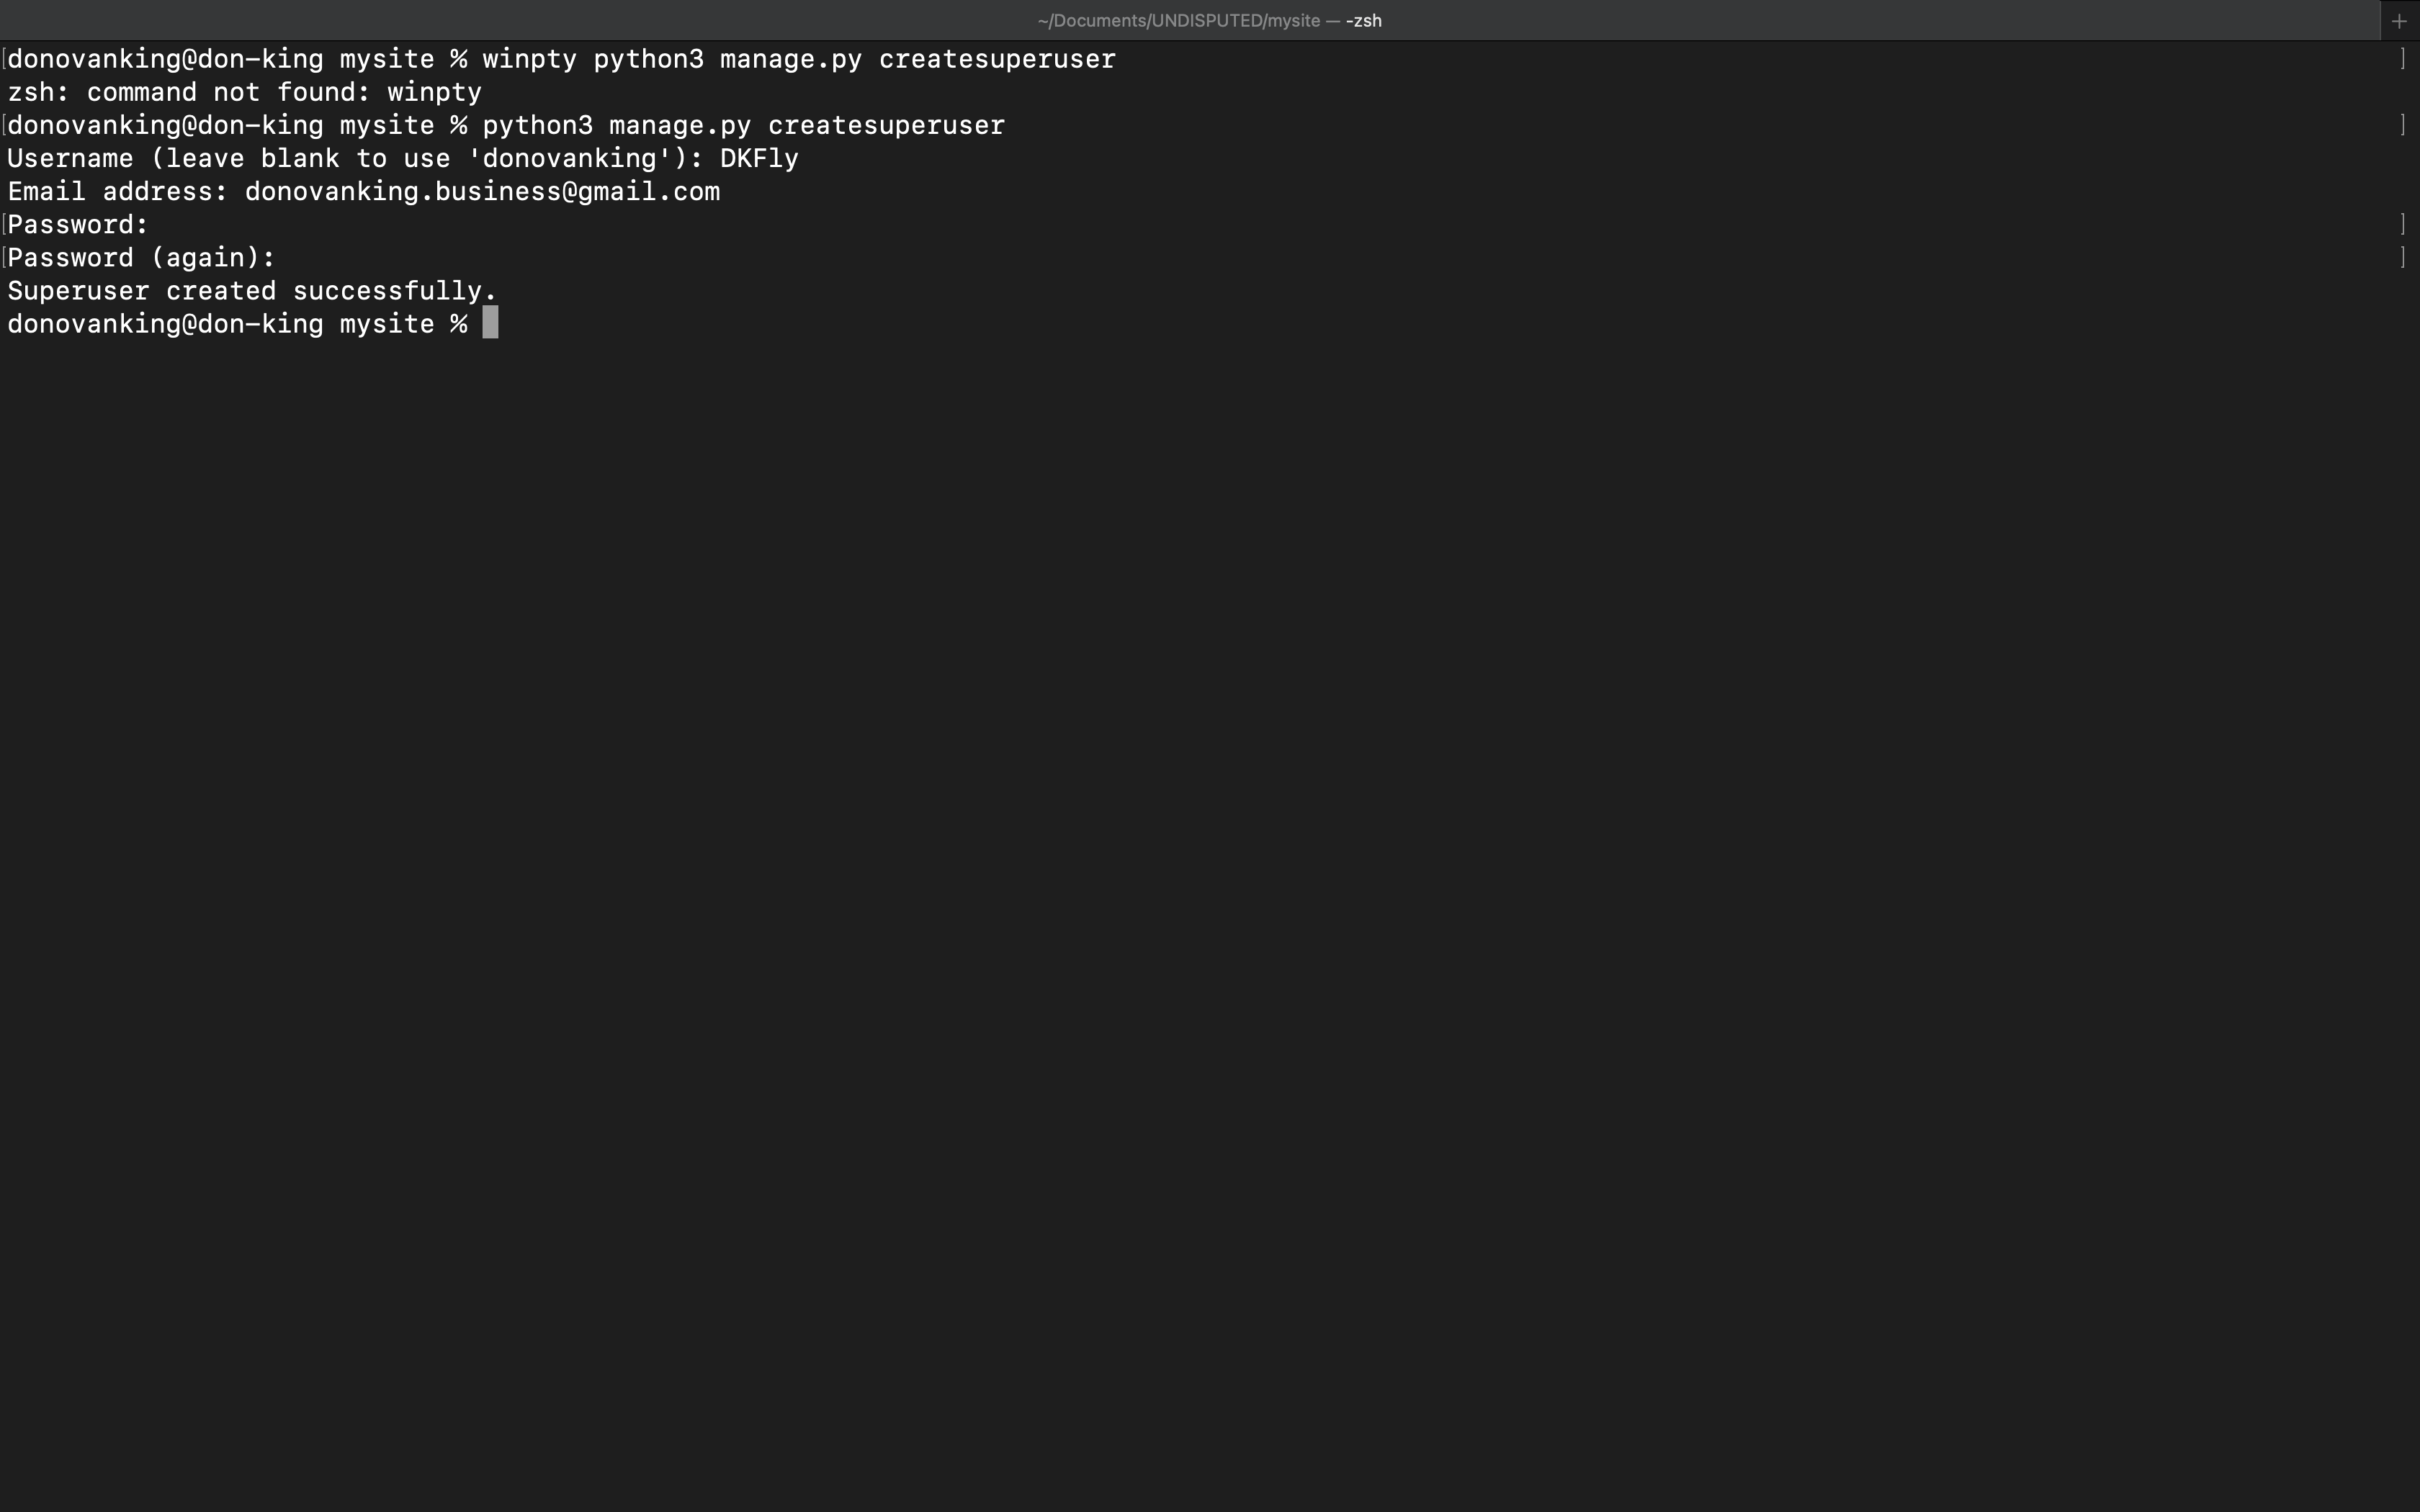 ~/Documents/UNDISPUTED/mysite — -zsh
+
[donovanking@don-king mysite % winpty python3 manage.py createsuperuser ]
zsh: command not found: winpty
[donovanking@don-king mysite % python3 manage.py createsuperuser ]
Username (leave blank to use 'donovanking'): DKFly
Email address: donovanking.business@gmail.com
[Password: ]
[Password (again): ]
Superuser created successfully.
donovanking@don-king mysite %